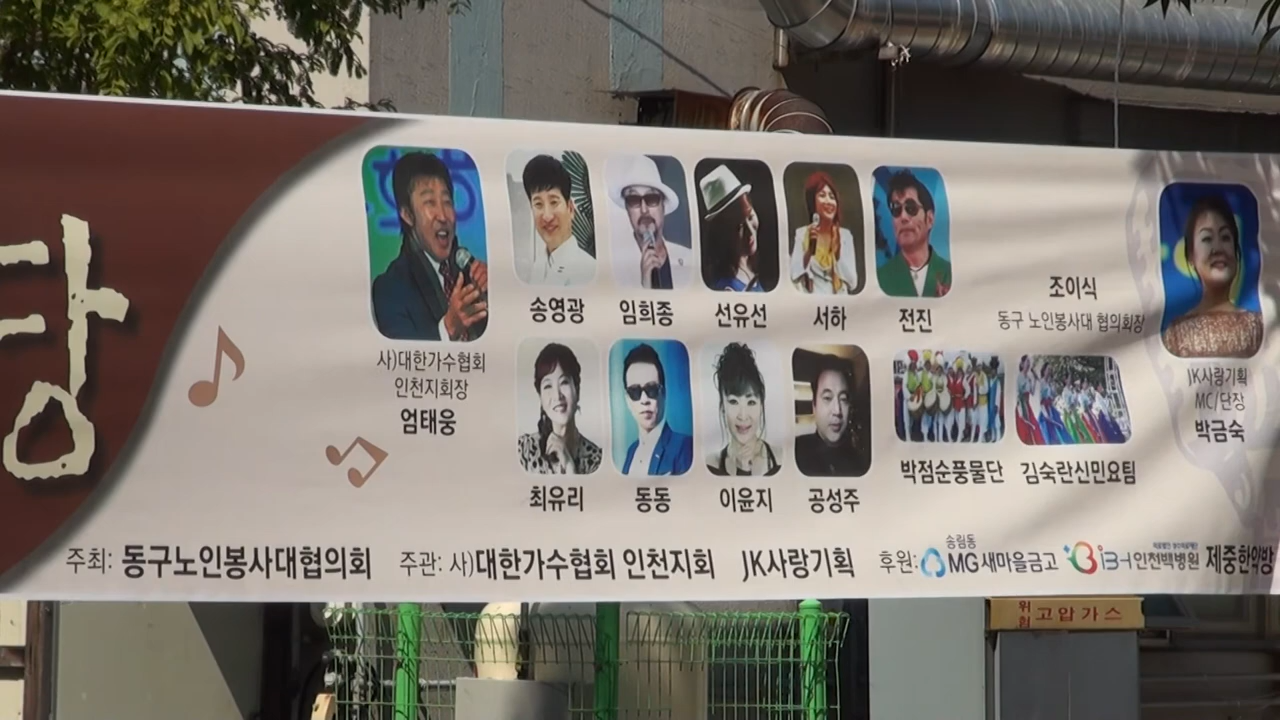 당
송영광 임희종 선유선 서하 전진
조이식
동구 노인봉사대 협의회장
사)대한가수협회
인천지회장
엄태웅
JK사랑기획
MC/단장
박금숙
박점순풍물단 김숙란신민요팀
최유리 동동 이윤지 공성주
주최: 동구노인봉사대협의회 주관: 사)대한가수협회 인천지회 JK사랑기획 후원: 송림동 MG새마을금고 iBH 인천백병원 제중한약방
위험 고압가스